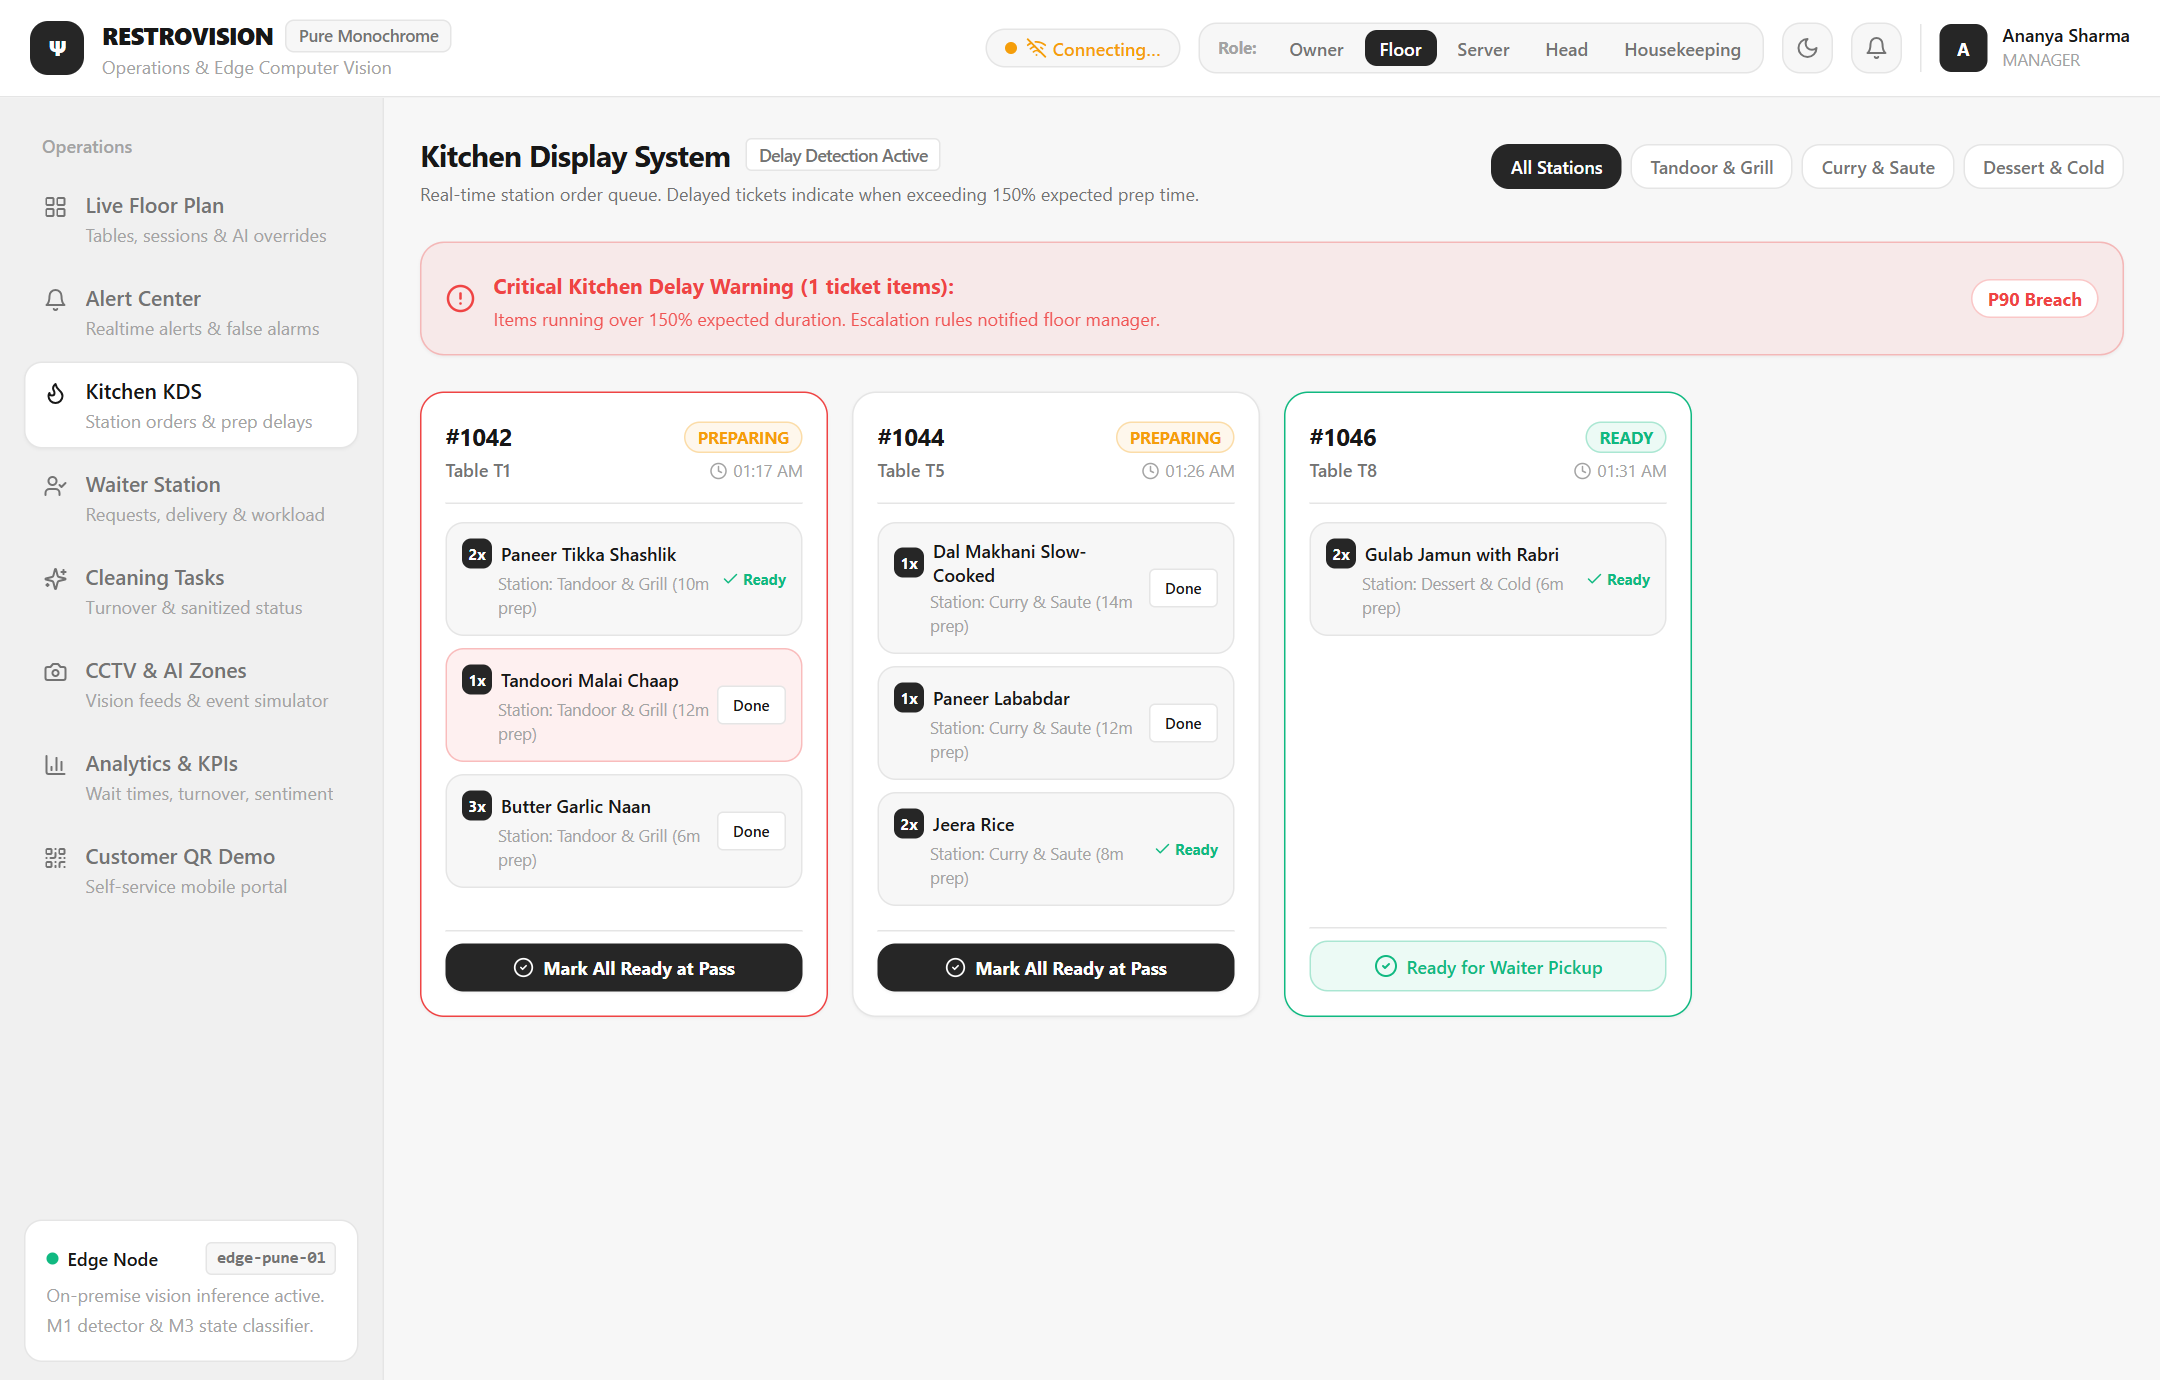 Ψ
RESTROVISION
Pure Monochrome
Operations & Edge Computer Vision
Connecting...
Role:
Owner
Floor
Server
Head
Housekeeping
A
Ananya Sharma
MANAGER
Operations
Live Floor Plan
Tables, sessions & AI overrides
Alert Center
Realtime alerts & false alarms
Kitchen KDS
Station orders & prep delays
Waiter Station
Requests, delivery & workload
Cleaning Tasks
Turnover & sanitized status
CCTV & AI Zones
Vision feeds & event simulator
Analytics & KPIs
Wait times, turnover, sentiment
Customer QR Demo
Self-service mobile portal
Edge Node
edge-pune-01
On-premise vision inference active.
M1 detector & M3 state classifier.
Kitchen Display System
Delay Detection Active
Real-time station order queue. Delayed tickets indicate when exceeding 150% expected prep time.
All Stations
Tandoor & Grill
Curry & Saute
Dessert & Cold
Critical Kitchen Delay Warning (1 ticket items):
Items running over 150% expected duration. Escalation rules notified floor manager.
P90 Breach
#1042
PREPARING
Table T1
01:17 AM
2x Paneer Tikka Shashlik
Station: Tandoor & Grill (10m
prep)
Ready
1x Tandoori Malai Chaap
Station: Tandoor & Grill (12m
prep)
Done
3x Butter Garlic Naan
Station: Tandoor & Grill (6m
prep)
Done
Mark All Ready at Pass
#1044
PREPARING
Table T5
01:26 AM
1x Dal Makhani Slow-
Cooked
Station: Curry & Saute (14m
prep)
Done
1x Paneer Lababdar
Station: Curry & Saute (12m
prep)
Done
2x Jeera Rice
Station: Curry & Saute (8m
prep)
Ready
Mark All Ready at Pass
#1046
READY
Table T8
01:31 AM
2x Gulab Jamun with Rabri
Station: Dessert & Cold (6m
prep)
Ready
Ready for Waiter Pickup